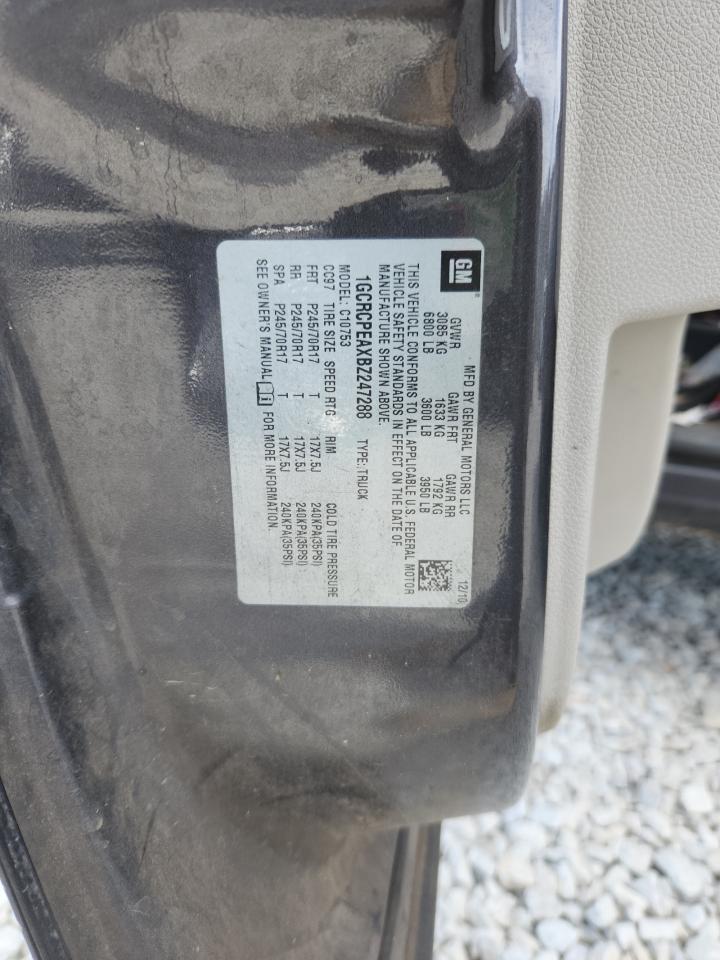 GM
®
MFD BY GENERAL MOTORS LLC
12/10
GVWR GAWR FRT GAWR RR
3085 KG 1633 KG 1792 KG
6800 LB 3600 LB 3950 LB
THIS VEHICLE CONFORMS TO ALL APPLICABLE U.S. FEDERAL MOTOR
VEHICLE SAFETY STANDARDS IN EFFECT ON THE DATE OF
MANUFACTURE SHOWN ABOVE.
1GCRCPEAXBZ247288 TYPE: TRUCK
MODEL: C10753
CC97 TIRE SIZE SPEED RTG RIM COLD TIRE PRESSURE
FRT P245/70R17 T 17X7.5J 240KPA(35PSI)
RR P245/70R17 T 17X7.5J 240KPA(35PSI)
SPA P245/70R17 T 17X7.5J 240KPA(35PSI)
SEE OWNER'S MANUAL FOR MORE INFORMATION.